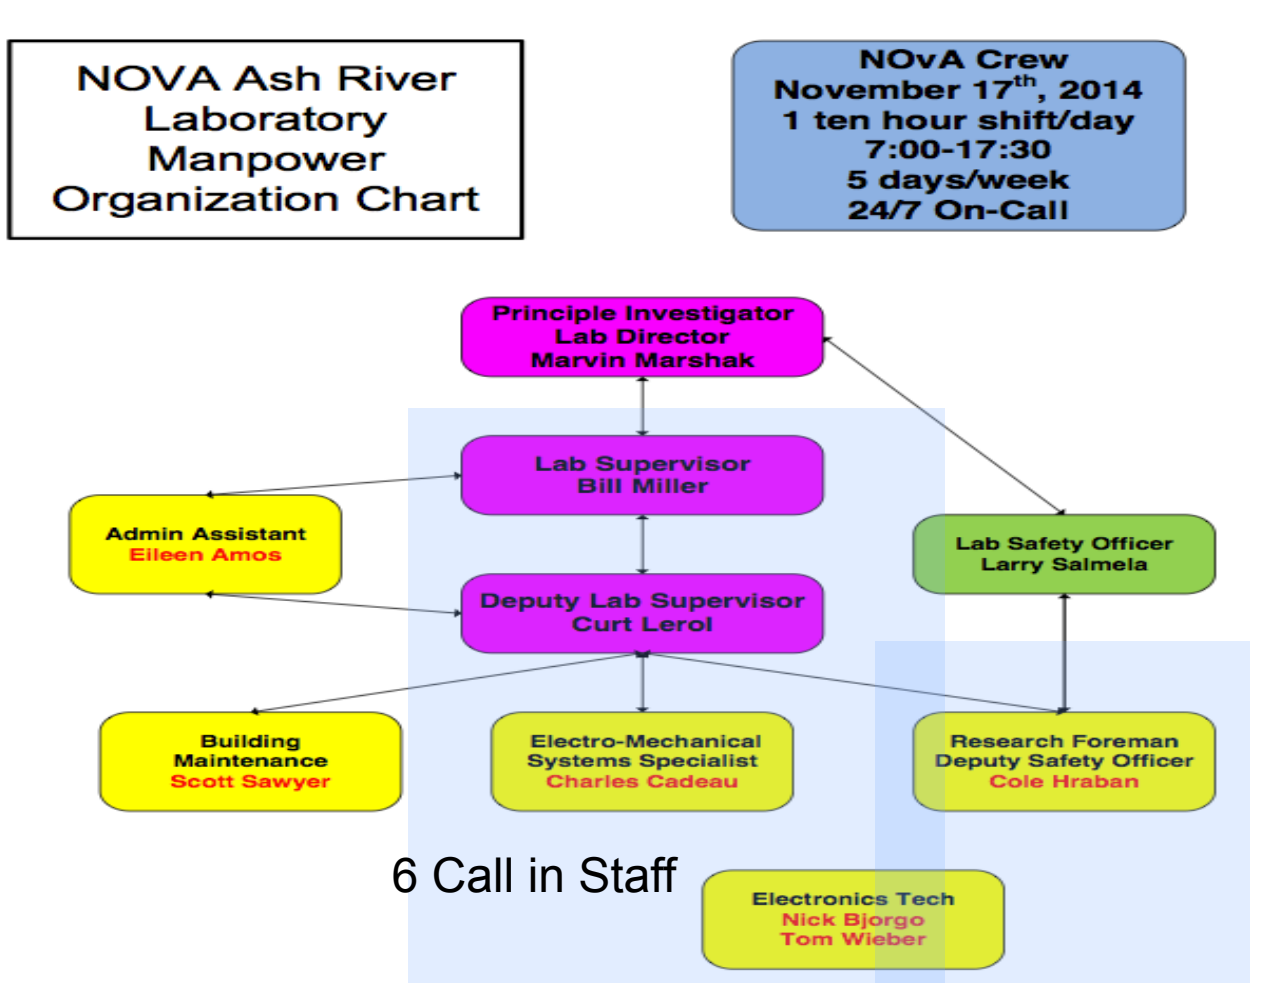 NOVA Ash River
Laboratory
Manpower
Organization Chart
NOvA Crew
November 17th, 2014
1 ten hour shift/day
7:00-17:30
5 days/week
24/7 On-Call
Principle Investigator
Lab Director
Marvin Marshak
Lab Supervisor
Bill Miller
Admin Assistant
Eileen Amos
Lab Safety Officer
Larry Salmela
Deputy Lab Supervisor
Curt Lerol
Building
Maintenance
Scott Sawyer
Electro-Mechanical
Systems Specialist
Charles Cadeau
Research Foreman
Deputy Safety Officer
Cole Hraban
6 Call in Staff
Electronics Tech
Nick Bjorgo
Tom Wieber